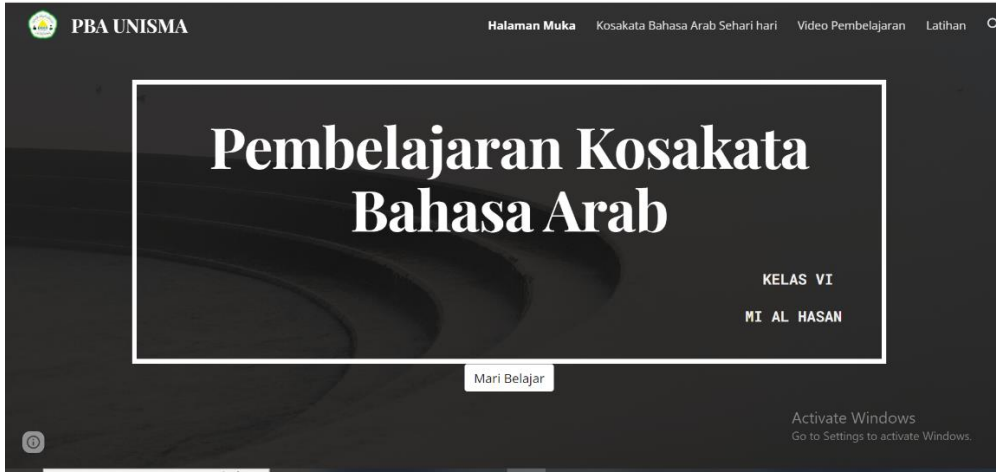 PBA UNISMA
Halaman Muka
Kosakata Bahasa Arab Sehari hari
Video Pembelajaran
Latihan
Pembelajaran Kosakata
Bahasa Arab
KELAS VI
MI AL HASAN
Mari Belajar
Activate Windows
Go to Settings to activate Windows.